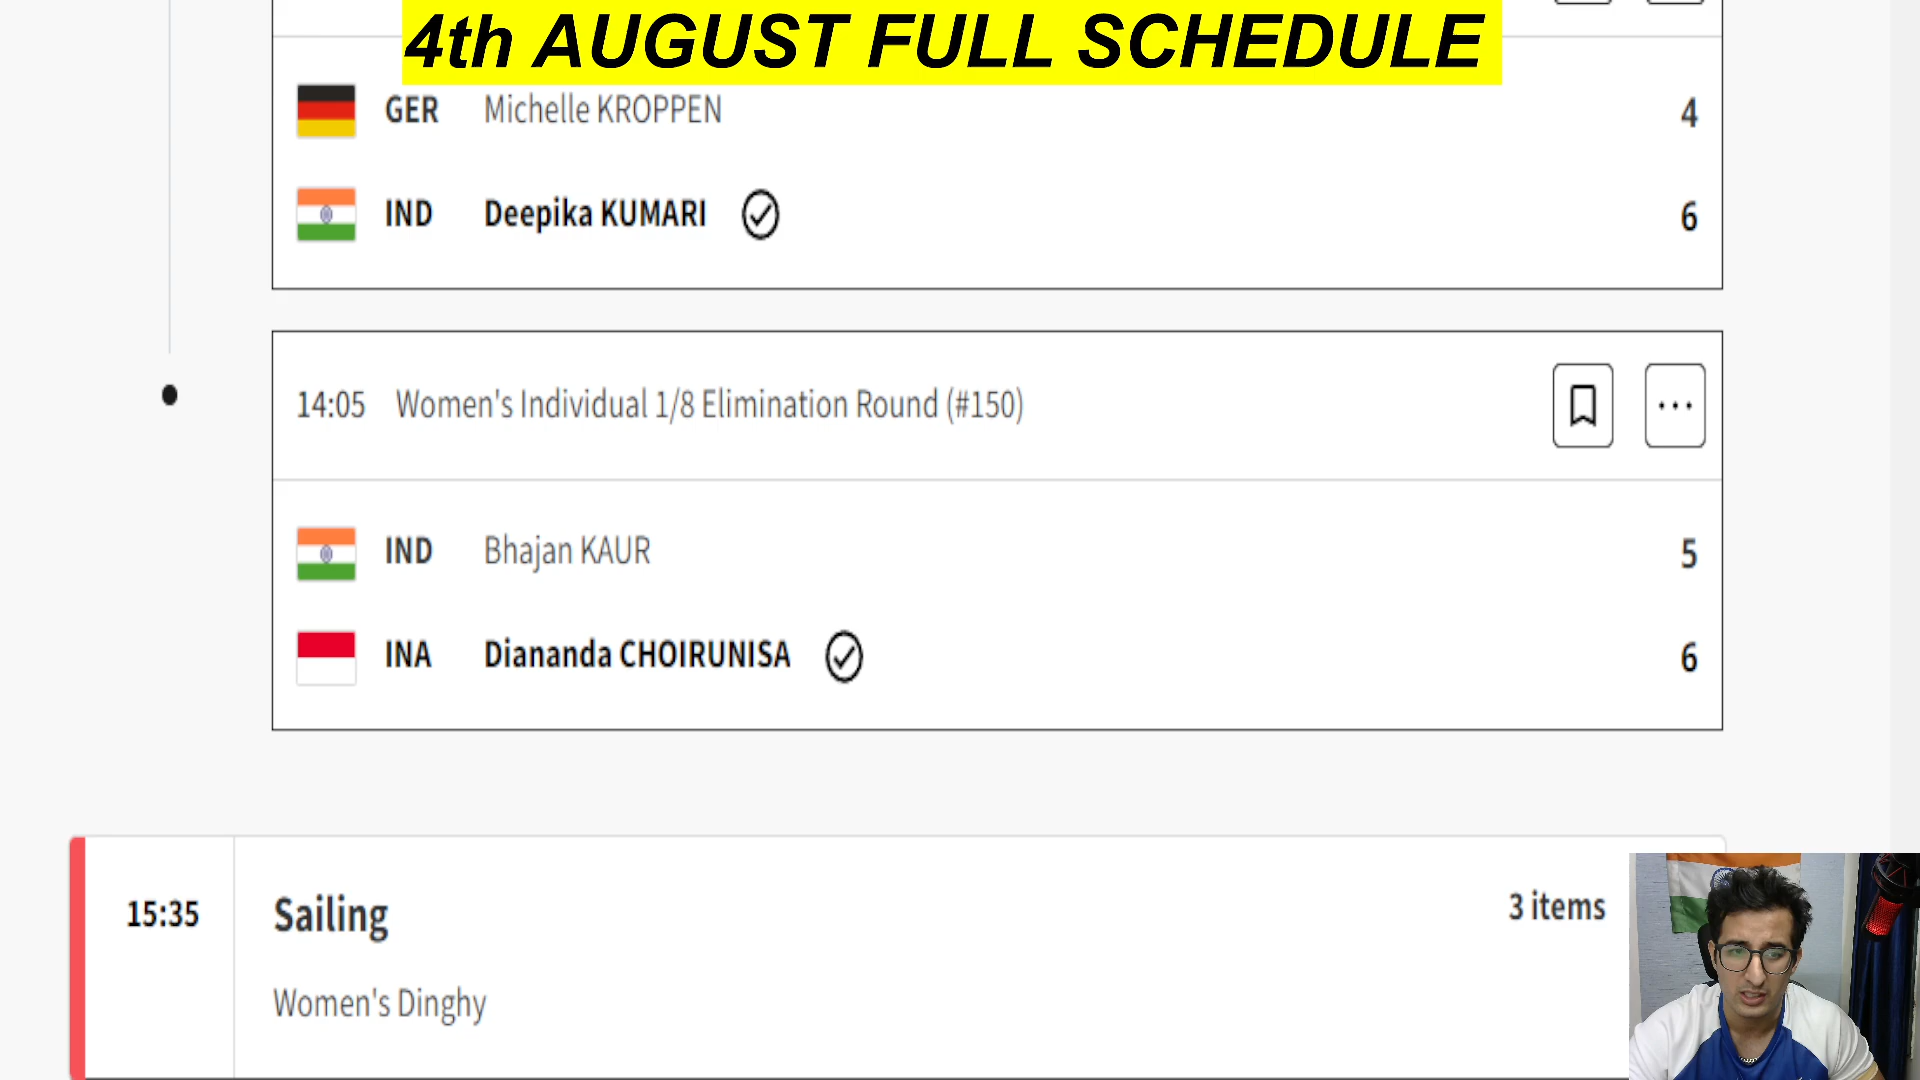 4th AUGUST FULL SCHEDULE
GER Michelle KROPPEN 4
IND Deepika KUMARI 6
14:05 Women's Individual 1/8 Elimination Round (#150)
IND Bhajan KAUR 5
INA Diananda CHOIRUNISA 6
15:35 Sailing 3 items
Women's Dinghy